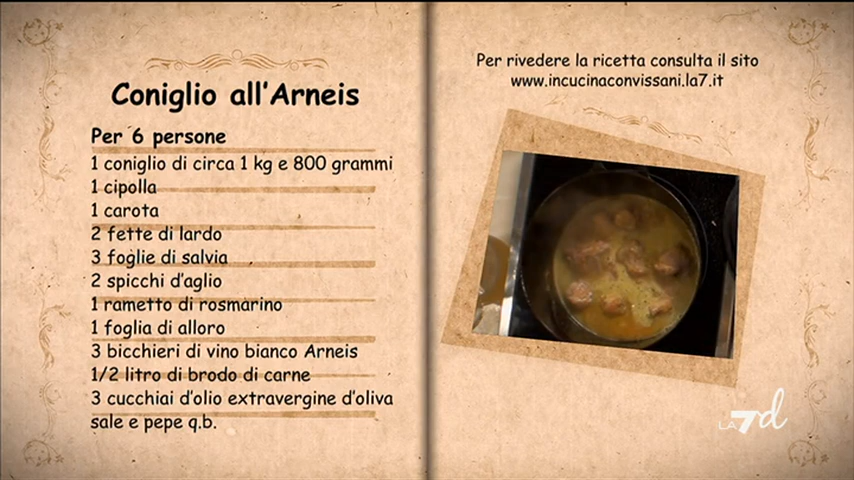 Coniglio all'Arneis
Per 6 persone
1 coniglio di circa 1 kg e 800 grammi
1 cipolla
1 carota
2 fette di lardo
3 foglie di salvia
2 spicchi d'aglio
1 rametto di rosmarino
1 foglia di alloro
3 bicchieri di vino bianco Arneis
1/2 litro di brodo di carne
3 cucchiai d'olio extravergine d'oliva
sale e pepe q.b.
Per rivedere la ricetta consulta il sito
www.incucinaconvissani.la7.it
LA7d